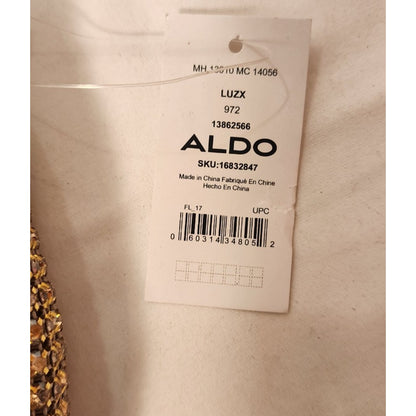 MH 13010 MC 14056
LUZX
972
13862566
ALDO
SKU:16832847
Made in China Fabriqué En Chine
Hecho En China
FL_17 UPC
0 60314 34805 2